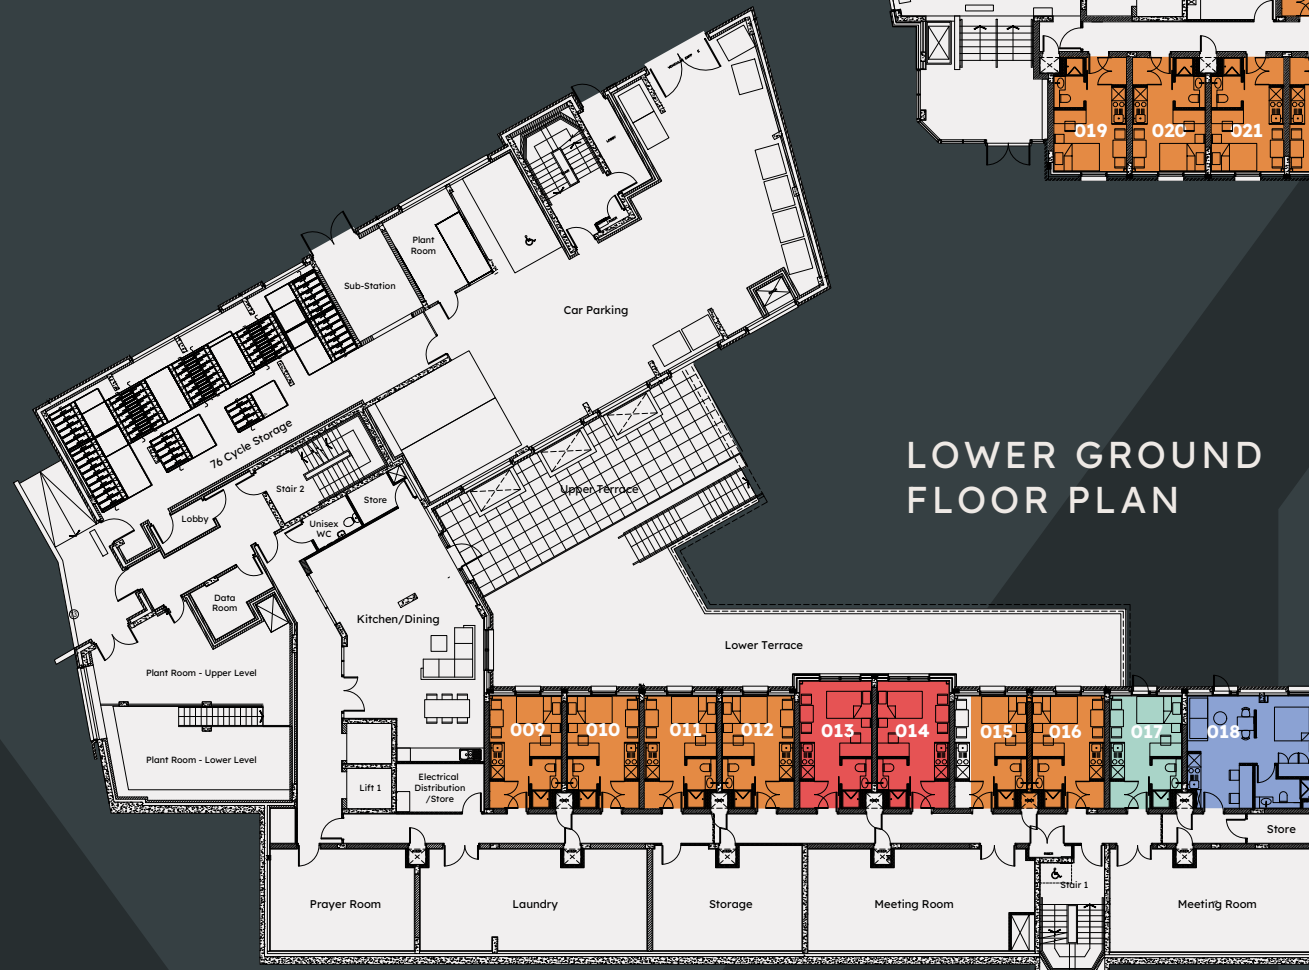 019
020
021
Plant
Room
Sub-Station
Car Parking
76 Cycle Storage
LOWER GROUND
FLOOR PLAN
Upper Terrace
Stair 2
Store
Lobby
Unisex
WC
Data
Room
Kitchen/Dining
Lower Terrace
Plant Room - Upper Level
009
010
011
012
013
014
015
016
017
018
Plant Room - Lower Level
Lift 1
Electrical
Distribution
/Store
Store
Stair 1
Prayer Room
Laundry
Storage
Meeting Room
Meeting Room